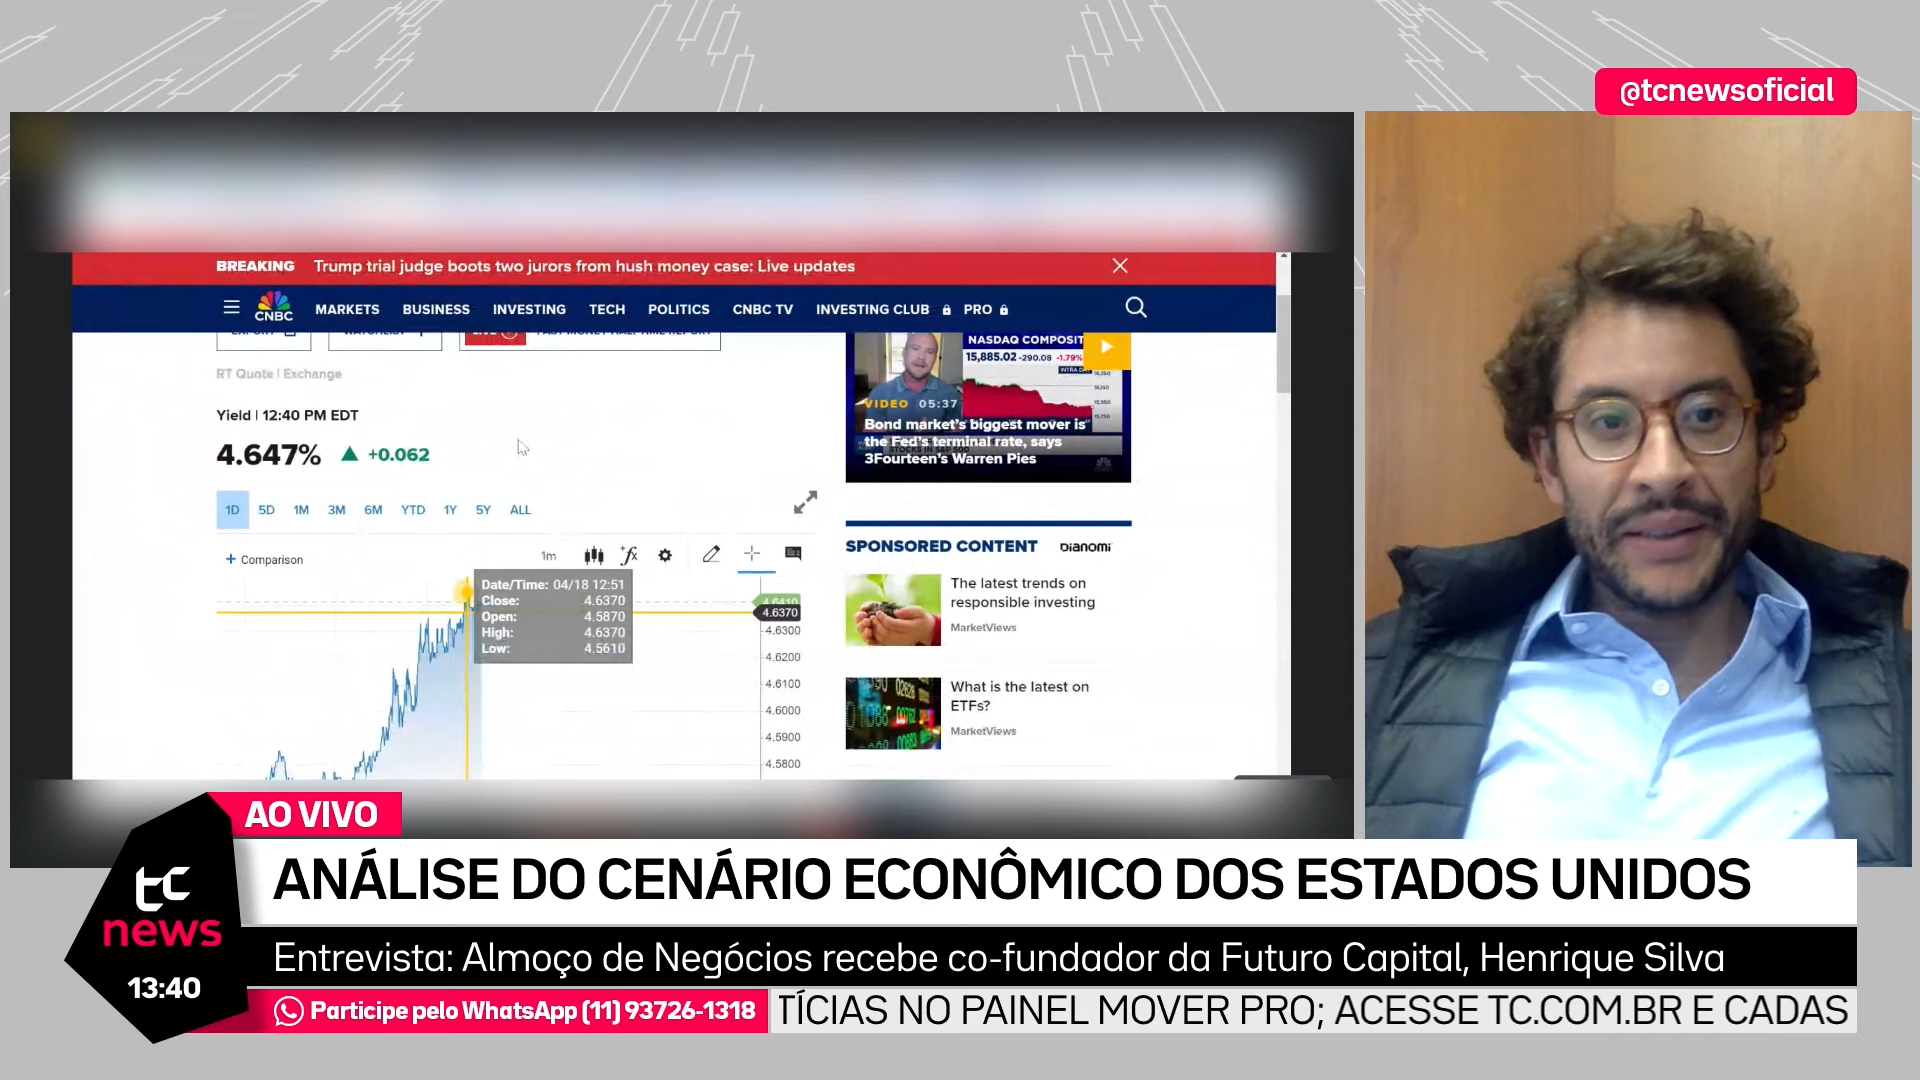 @tcnewsoficial
BREAKING Trump trial judge boots two jurors from hush money case: Live updates
CNBC MARKETS BUSINESS INVESTING TECH POLITICS CNBC TV INVESTING CLUB PRO
RT Quote | Exchange
Yield | 12:40 PM EDT
4.647% +0.062
1D 5D 1M 3M 6M YTD 1Y 5Y ALL
+ Comparison 1m
Date/Time: 04/18 12:51
Close: 4.6370
Open: 4.5870
High: 4.6370
Low: 4.5610
4.6410
4.6370
4.6300
4.6200
4.6100
4.6000
4.5900
4.5800
NASDAQ COMPOSIT
15,885.02 -290.08 -1.79%
VIDEO 05:37
Bond market's biggest mover is
the Fed's terminal rate, says
3Fourteen's Warren Pies
SPONSORED CONTENT DIANOMI
The latest trends on
responsible investing
MarketViews
What is the latest on
ETFs?
MarketViews
AO VIVO
ANÁLISE DO CENÁRIO ECONÔMICO DOS ESTADOS UNIDOS
Entrevista: Almoço de Negócios recebe co-fundador da Futuro Capital, Henrique Silva
tc
news
13:40
Participe pelo WhatsApp (11) 93726-1318
TÍCIAS NO PAINEL MOVER PRO; ACESSE TC.COM.BR E CADAS